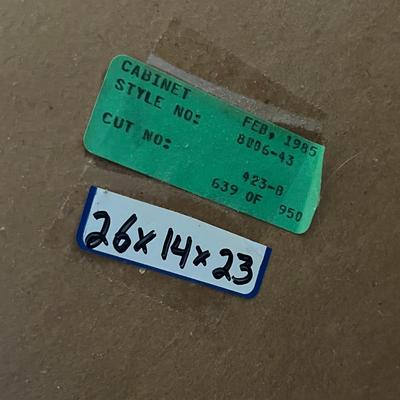 CABINET FEB, 1985
STYLE NO: 8006-43
CUT NO: 423-0
639 OF 950
26x14x23